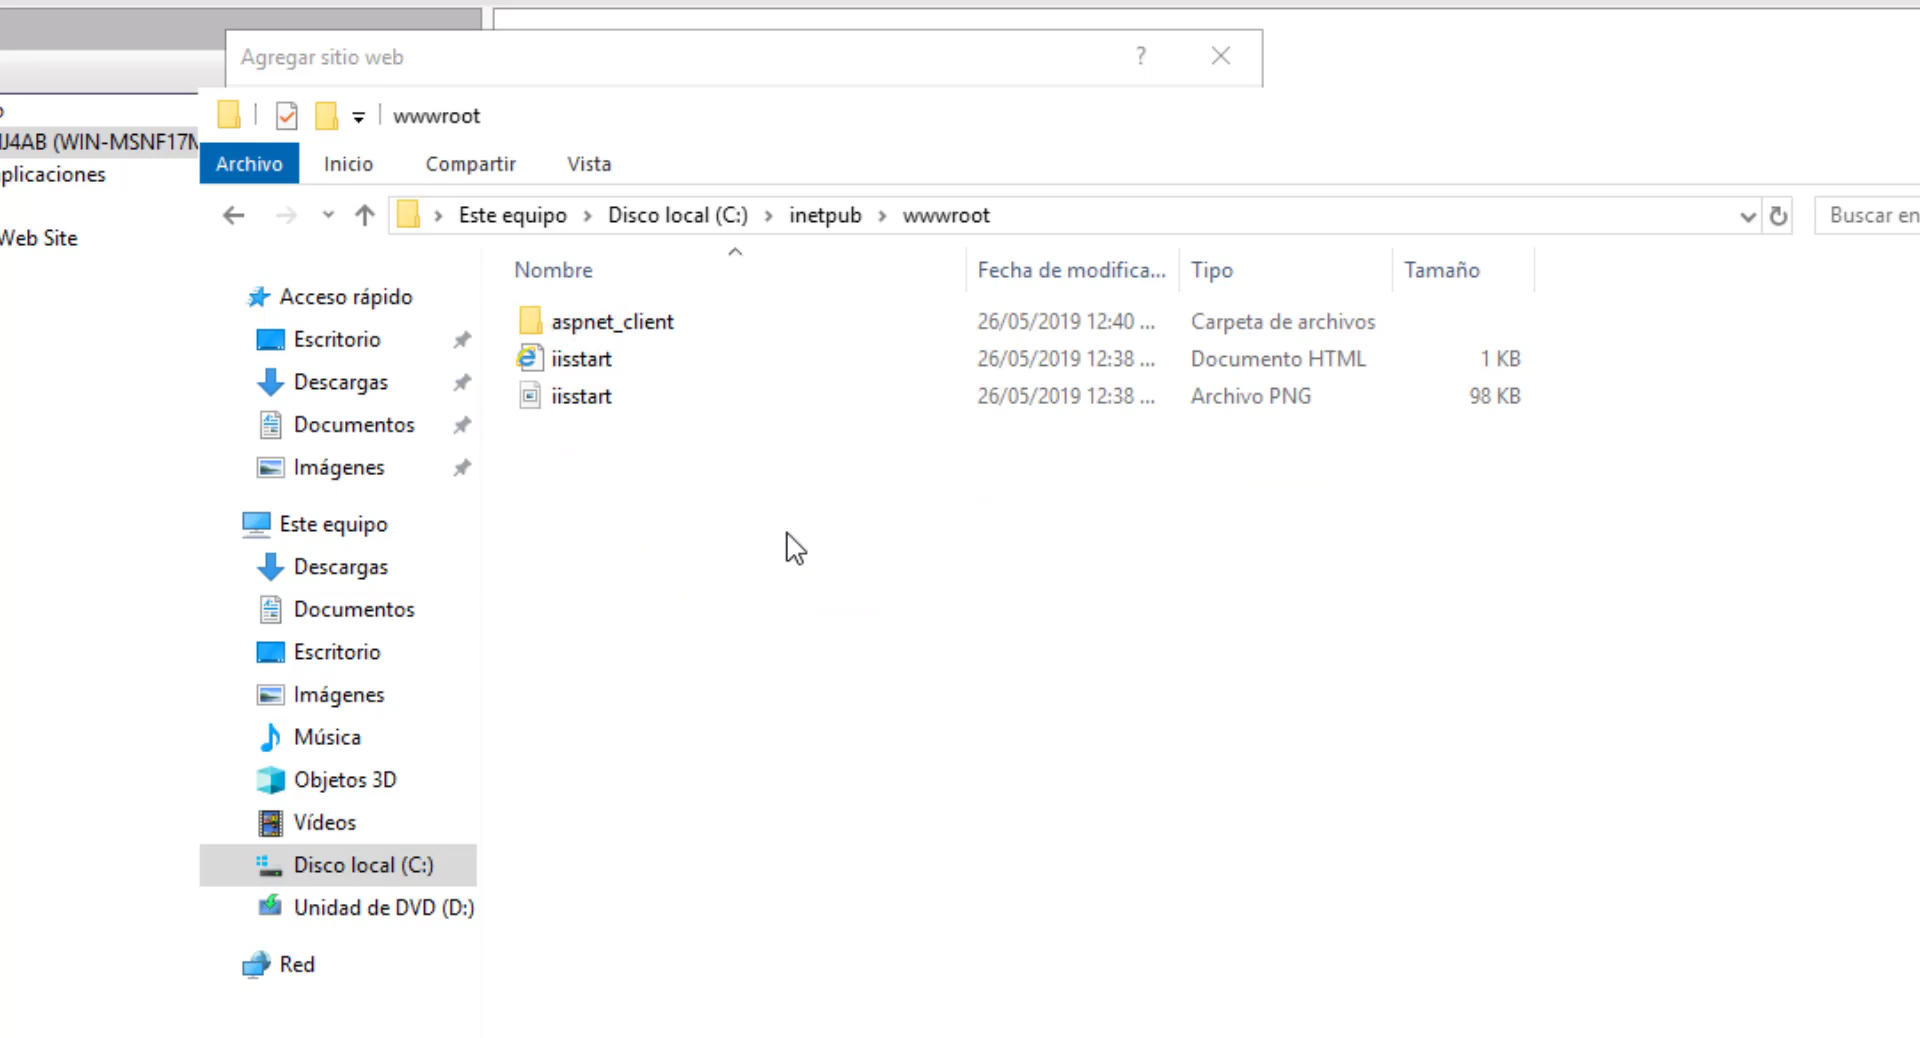 Agregar sitio web
?
wwwroot
IJ4AB (WIN-MSNF17M
Archivo Inicio Compartir Vista
plicaciones
Este equipo > Disco local (C:) > inetpub > wwwroot
Buscar en
Web Site
Nombre Fecha de modifica... Tipo Tamaño
Acceso rápido
Escritorio
Descargas
Documentos
Imágenes
Este equipo
Descargas
Documentos
Escritorio
Imágenes
Música
Objetos 3D
Vídeos
Disco local (C:)
Unidad de DVD (D:)
Red
aspnet_client 26/05/2019 12:40 ... Carpeta de archivos
iisstart 26/05/2019 12:38 ... Documento HTML 1 KB
iisstart 26/05/2019 12:38 ... Archivo PNG 98 KB